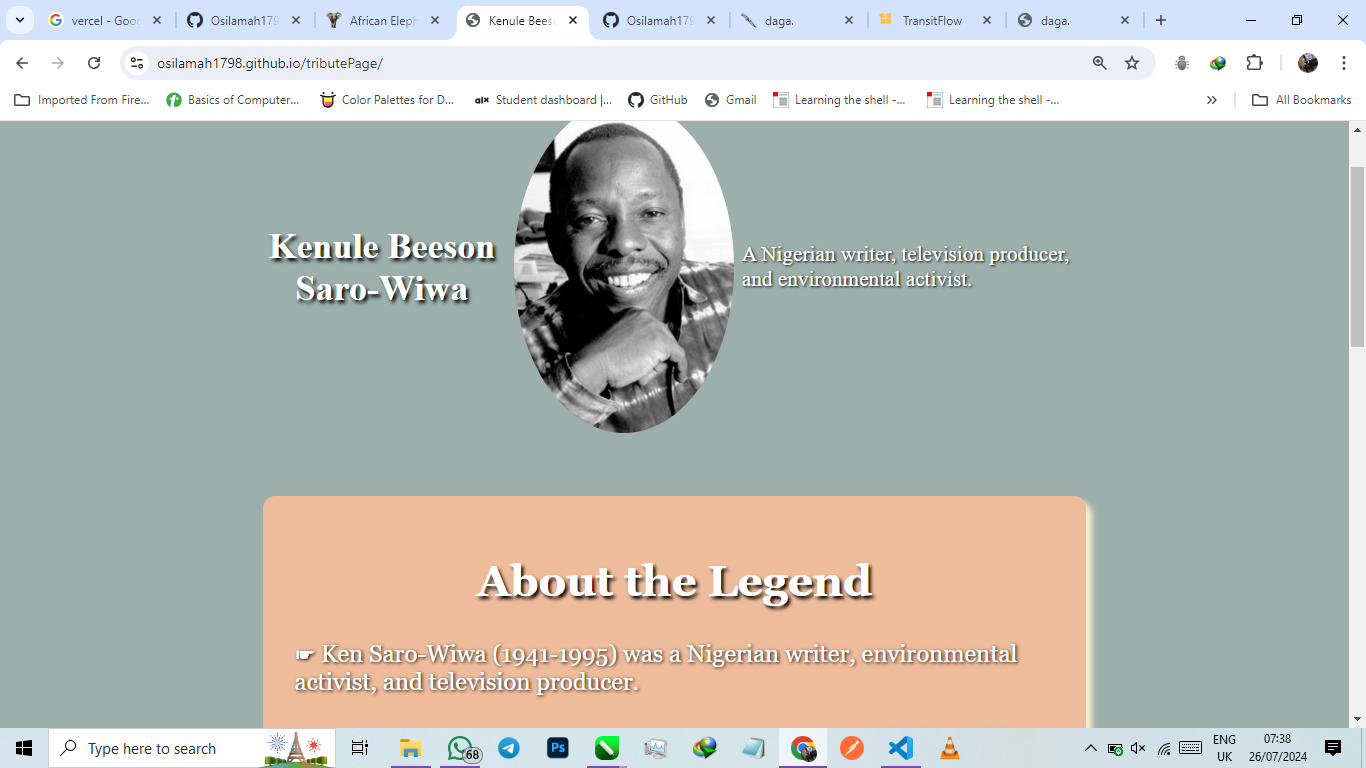 vercel - Goo
Osilamah179
African Eleph
Kenule Bees
Osilamah179
daga.
TransitFlow
daga.
osilamah1798.github.io/tributePage/
Imported From Fire...
Basics of Computer...
Color Palettes for D...
alx Student dashboard |...
GitHub
Gmail
Learning the shell -...
Learning the shell -...
»
All Bookmarks
Kenule Beeson
Saro-Wiwa
A Nigerian writer, television producer,
and environmental activist.
About the Legend
☛ Ken Saro-Wiwa (1941-1995) was a Nigerian writer, environmental
activist, and television producer.
Type here to search
68
Ps
ENG
UK
07:38
26/07/2024